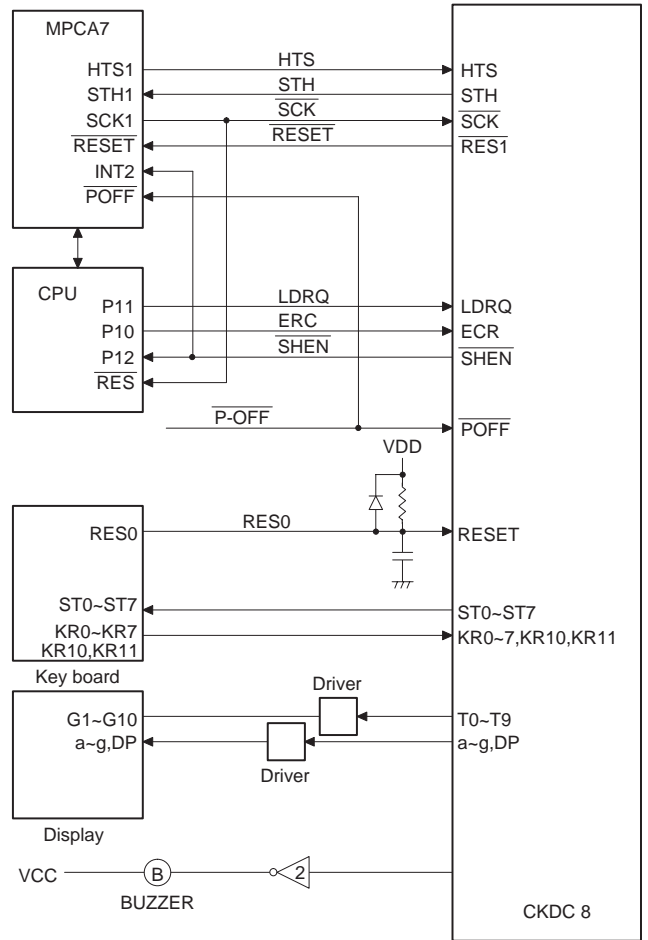 MPCA7
HTS1 HTS HTS
STH1 STH STH
SCK1 SCK SCK
RESET RESET RES1
INT2
POFF
CPU
P11 LDRQ LDRQ
P10 ERC ECR
P12 SHEN SHEN
RES
P-OFF POFF
VDD
RES0 RES0 RESET
ST0~ST7 ST0~ST7
KR0~KR7 KR0~7,KR10,KR11
KR10,KR11
Key board
Driver
G1~G10 T0~T9
a~g,DP a~g,DP
Driver
Display
VCC B 2
BUZZER
CKDC 8